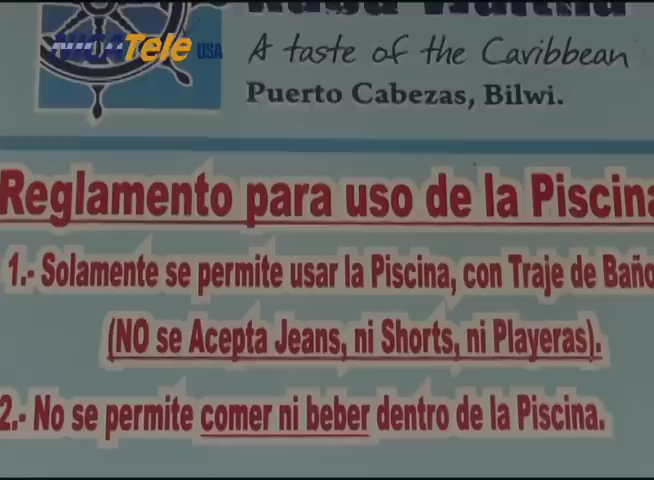 NICATele USA
A taste of the Caribbean
Puerto Cabezas, Bilwi.
Reglamento para uso de la Piscina
1.- Solamente se permite usar la Piscina, con Traje de Baño
(NO se Acepta Jeans, ni Shorts, ni Playeras).
2.- No se permite comer ni beber dentro de la Piscina.